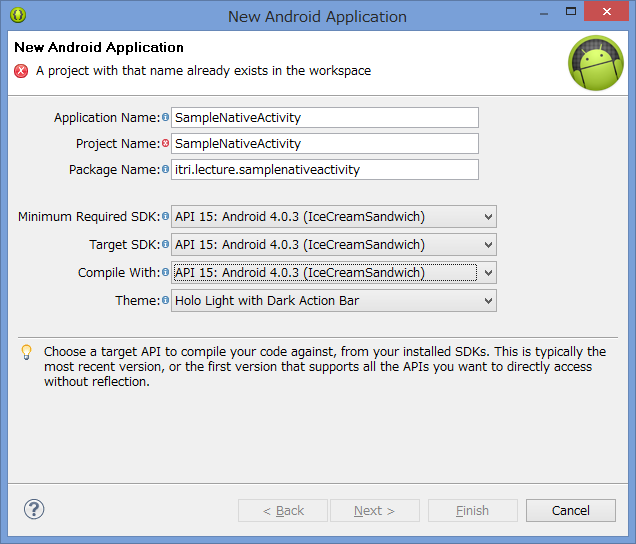 New Android Application
New Android Application
A project with that name already exists in the workspace
Application Name: SampleNativeActivity
Project Name: SampleNativeActivity
Package Name: itri.lecture.samplenativeactivity
Minimum Required SDK: API 15: Android 4.0.3 (IceCreamSandwich)
Target SDK: API 15: Android 4.0.3 (IceCreamSandwich)
Compile With: API 15: Android 4.0.3 (IceCreamSandwich)
Theme: Holo Light with Dark Action Bar
Choose a target API to compile your code against, from your installed SDKs. This is typically the
most recent version, or the first version that supports all the APIs you want to directly access
without reflection.
? < Back Next > Finish Cancel